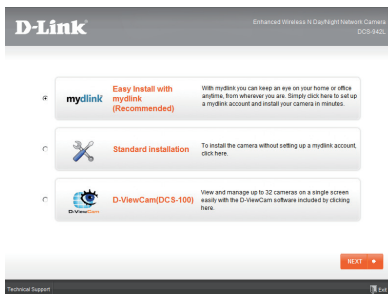 D-Link
Enhanced Wireless N Day/Night Network Camera
DCS-942L
mydlink
Easy Install with
mydlink
(Recommended)
With mydlink you can keep an eye on your home or office
anytime, from wherever you are. Simply click here to set up
a mydlink account and install your camera in minutes.
Standard installation
To install the camera without setting up a mydlink account,
click here.
D-ViewCam
D-ViewCam(DCS-100)
View and manage up to 32 cameras on a single screen
easily with the D-ViewCam software included by clicking
here.
NEXT
Technical Support
Exit